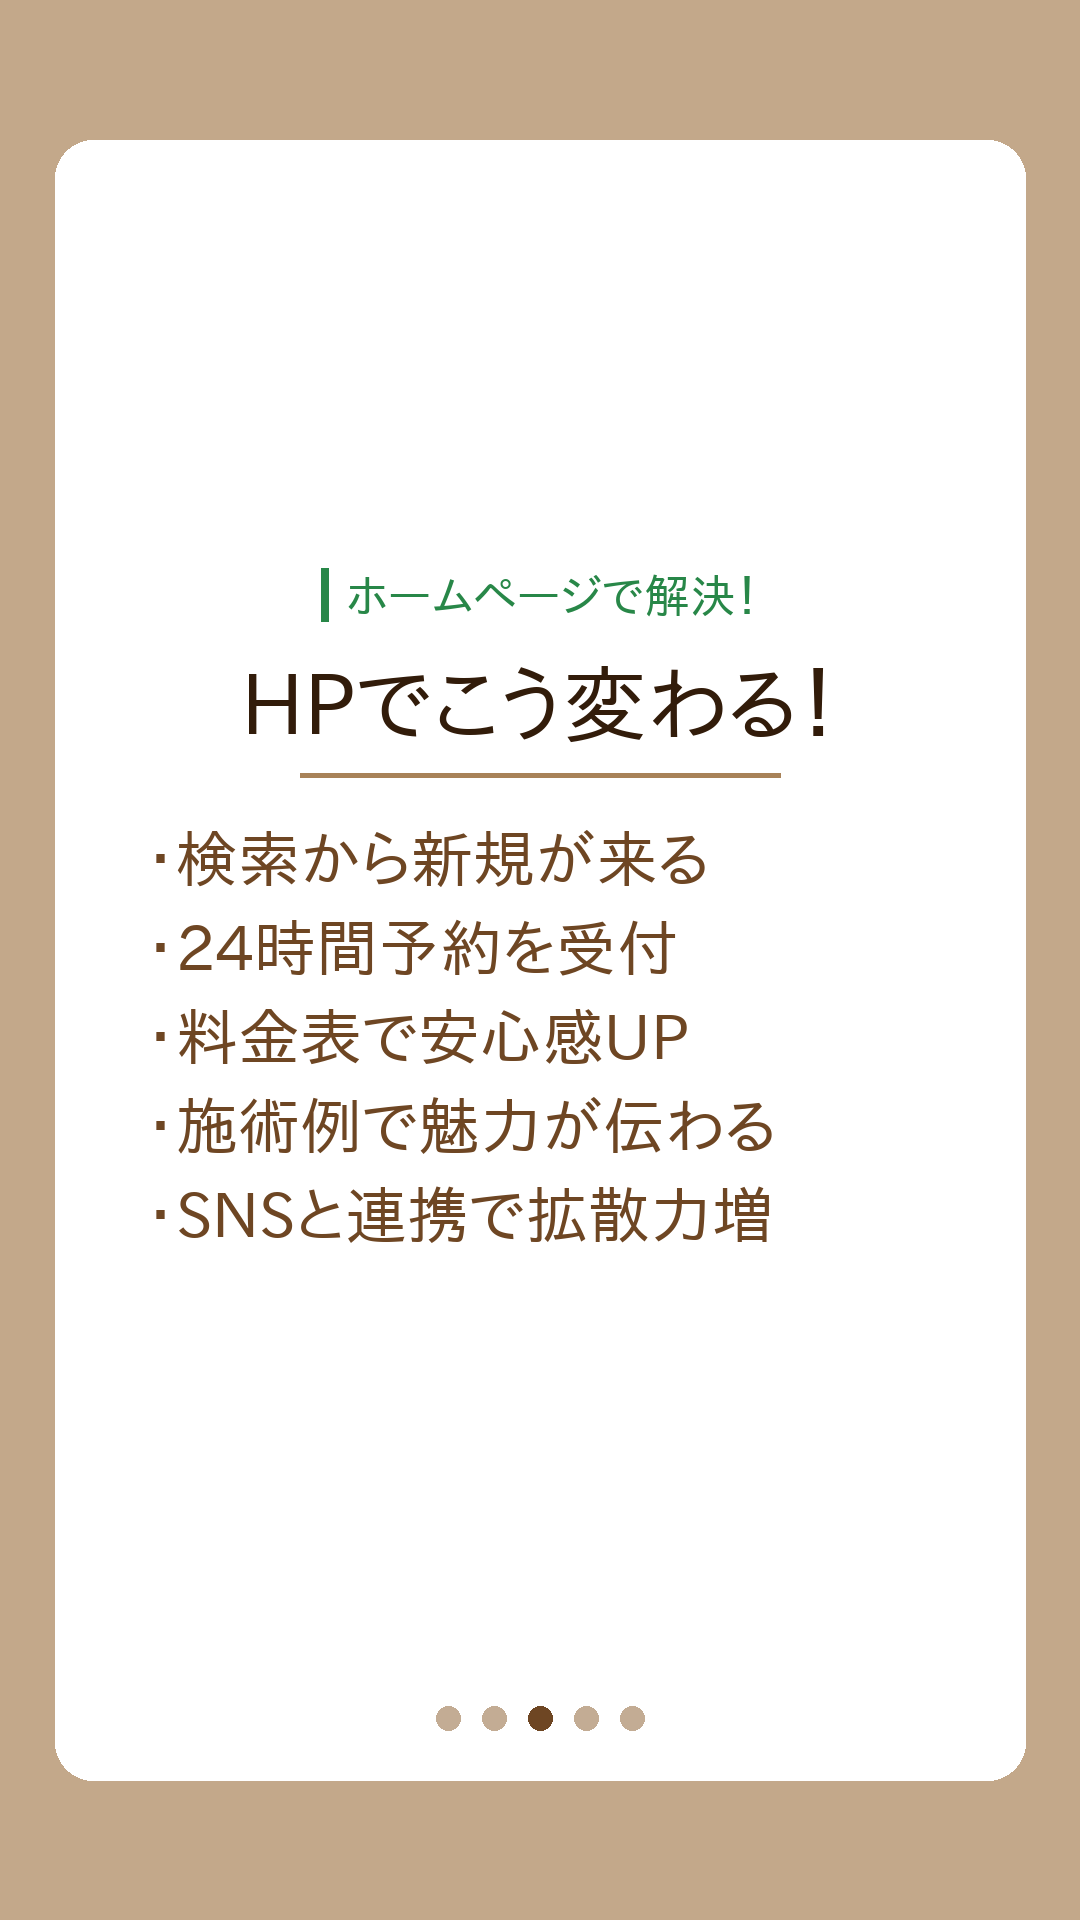 ホームページで解決！
HPでこう変わる！
・検索から新規が来る
・24時間予約を受付
・料金表で安心感UP
・施術例で魅力が伝わる
・SNSと連携で拡散力増